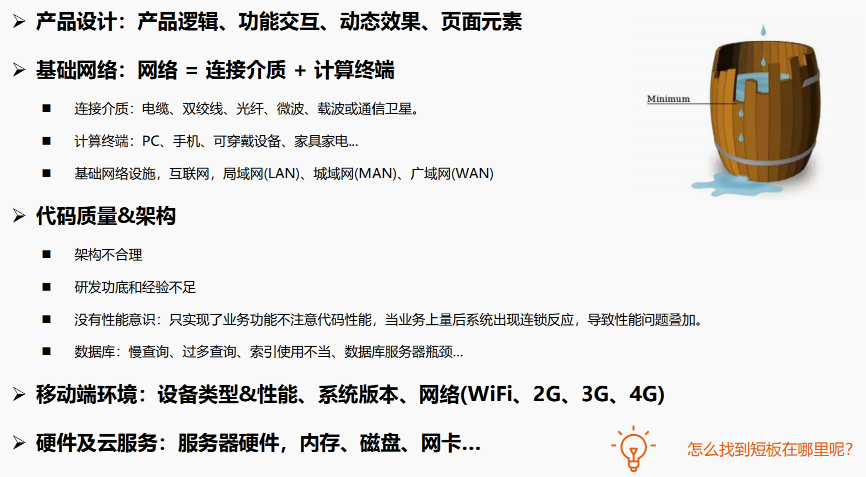 产品设计：产品逻辑、功能交互、动态效果、页面元素
基础网络：网络 = 连接介质 + 计算终端
连接介质：电缆、双绞线、光纤、微波、载波或通信卫星。
计算终端：PC、手机、可穿戴设备、家具家电...
基础网络设施，互联网，局域网(LAN)、城域网(MAN)、广域网(WAN)
Minimum
代码质量&架构
架构不合理
研发功底和经验不足
没有性能意识：只实现了业务功能不注意代码性能，当业务上量后系统出现连锁反应，导致性能问题叠加。
数据库：慢查询、过多查询、索引使用不当、数据库服务器瓶颈...
移动端环境：设备类型&性能、系统版本、网络(WiFi、2G、3G、4G)
硬件及云服务：服务器硬件，内存、磁盘、网卡...
怎么找到短板在哪里呢？